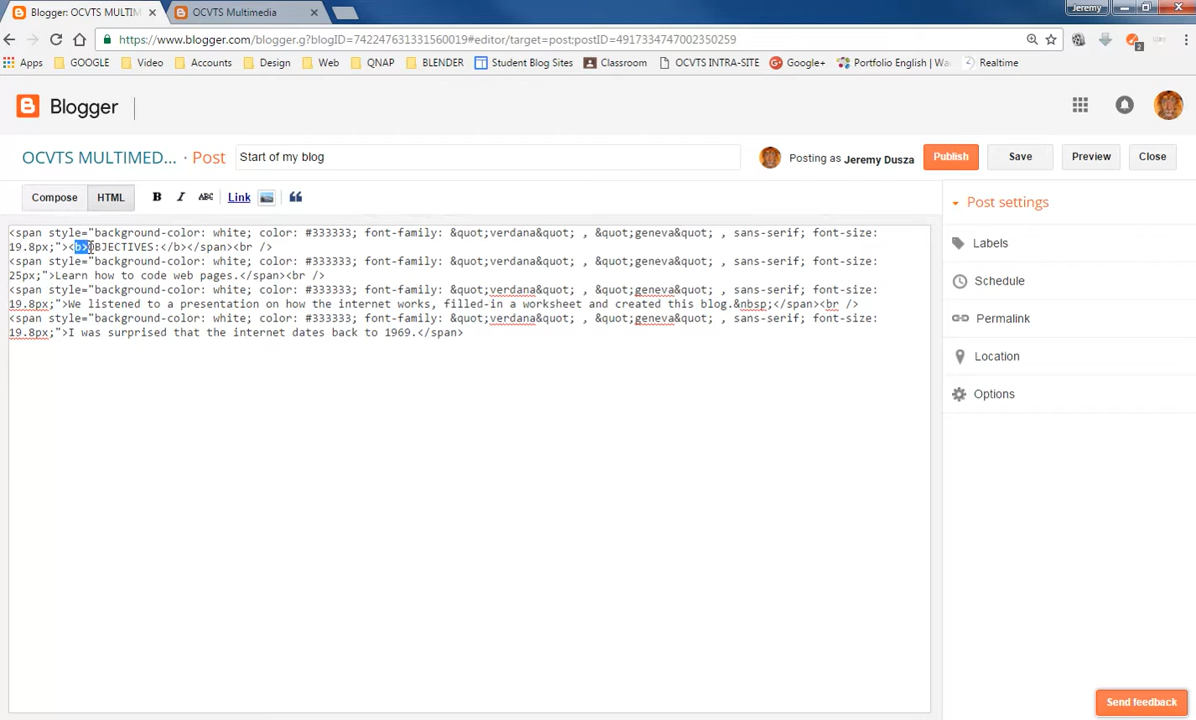 Blogger: OCVTS MULTIM
OCVTS Multimedia
Jeremy
https://www.blogger.com/blogger.g?blogID=742247631331560019#editor/target=post;postID=4917334747002350259
2
Apps GOOGLE Video Accounts Design Web QNAP BLENDER Student Blog Sites Classroom OCVTS INTRA-SITE Google+ Portfolio English | Wa Realtime
Blogger
OCVTS MULTIMED... · Post Start of my blog Posting as Jeremy Dusza Publish Save Preview Close
Compose HTML B I ABC Link
Post settings
<span style="background-color: white; color: #333333; font-family: &quot;verdana&quot; , &quot;geneva&quot; , sans-serif; font-size:
19.8px;"><b>OBJECTIVES:</b></span><br />
<span style="background-color: white; color: #333333; font-family: &quot;verdana&quot; , &quot;geneva&quot; , sans-serif; font-size:
25px;">Learn how to code web pages.</span><br />
<span style="background-color: white; color: #333333; font-family: &quot;verdana&quot; , &quot;geneva&quot; , sans-serif; font-size:
19.8px;">We listened to a presentation on how the internet works, filled-in a worksheet and created this blog.&nbsp;</span><br />
<span style="background-color: white; color: #333333; font-family: &quot;verdana&quot; , &quot;geneva&quot; , sans-serif; font-size:
19.8px;">I was surprised that the internet dates back to 1969.</span>
Labels
Schedule
Permalink
Location
Options
Send feedback